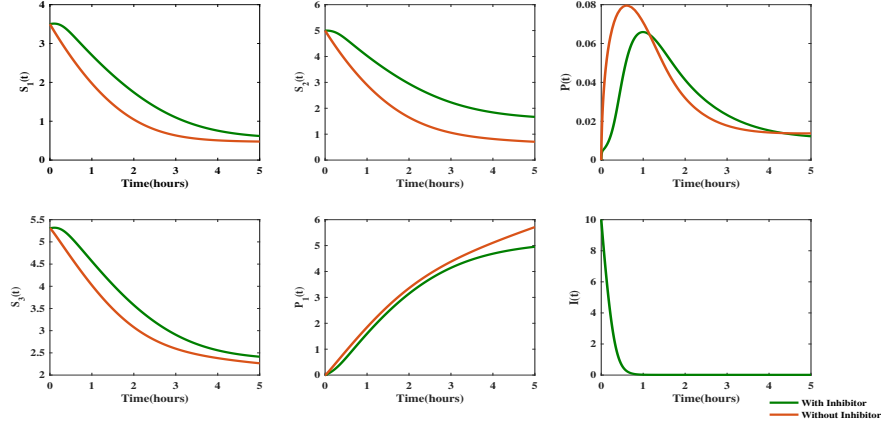 4
3
2
1
0
S1(t)
0 1 2 3 4 5
Time(hours)
6
5
4
3
2
1
0
S2(t)
0 1 2 3 4 5
Time(hours)
0.08
0.06
0.04
0.02
0
P(t)
0 1 2 3 4 5
Time(hours)
5.5
5
4.5
4
3.5
3
2.5
2
S3(t)
0 1 2 3 4 5
Time(hours)
6
5
4
3
2
1
0
P1(t)
0 1 2 3 4 5
Time(hours)
10
8
6
4
2
0
I(t)
0 1 2 3 4 5
Time(hours)
With Inhibitor
Without Inhibitor